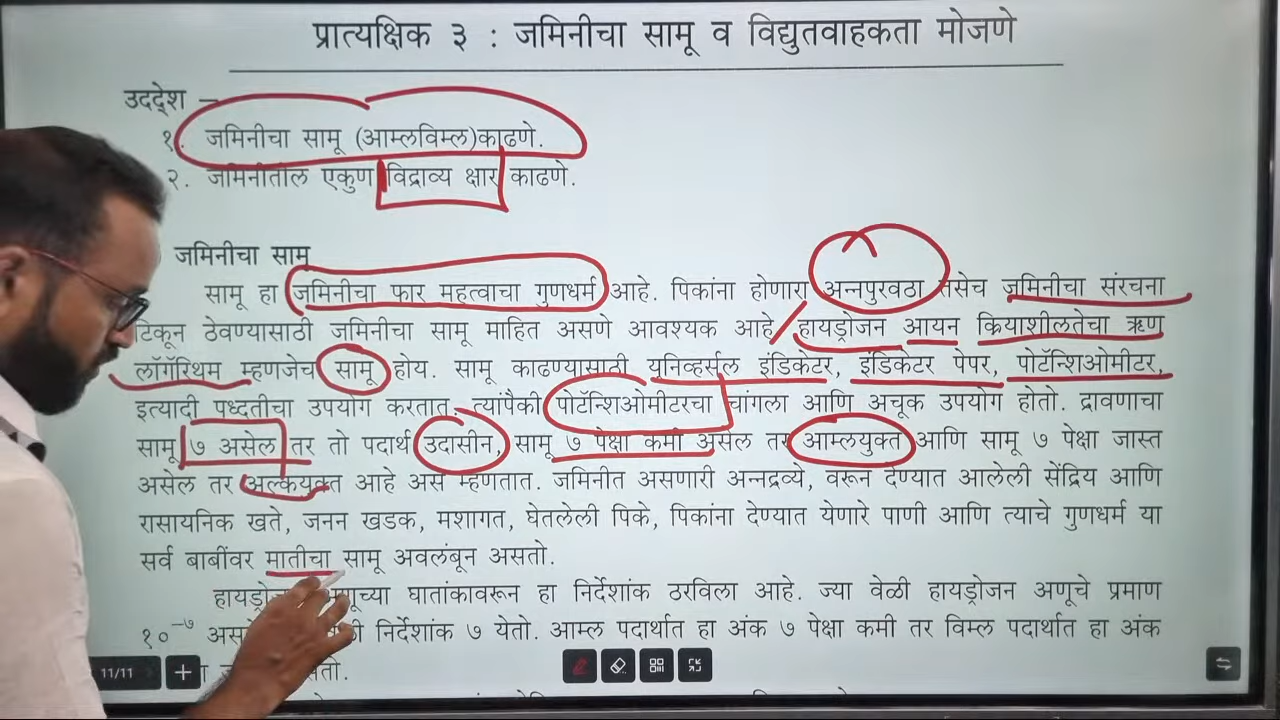 प्रात्यक्षिक ३ : जमिनीचा सामू व विद्युतवाहकता मोजणे
उददे्श –
१. जमिनीचा सामू (आम्लविम्ल)काढणे.
२. जमिनीतील एकुण विद्राव्य क्षार काढणे.
जमिनीचा सामू
सामू हा जमिनीचा फार महत्वाचा गुणधर्म आहे. पिकांना होणारा अन्नपुरवठा तसेच जमिनीचा संरचना
टिकून ठेवण्यासाठी जमिनीचा सामू माहित असणे आवश्यक आहे हायड्रोजन आयन कियाशीलतेचा ऋण
लॉगॅरिथम म्हणजेच सामू होय. सामू काढण्यासाठी युनिव्हर्सल इंडिकेटर, इंडिकेटर पेपर, पोटॅन्शिओमीटर,
इत्यादी पध्दतीचा उपयोग करतात. त्यांपैकी पोटॅन्शिओमीटरचा चांगला आणि अचूक उपयोग होतो. द्रावणाचा
सामू ७ असेल तर तो पदार्थ उदासीन, सामू ७ पेक्षा कमी असेल तर आम्लयुक्त आणि सामू ७ पेक्षा जास्त
असेल तर अल्कयुक्त आहे असे म्हणतात. जमिनीत असणारी अन्नद्रव्ये, वरून देण्यात आलेली सेंद्रिय आणि
रासायनिक खते, जनन खडक, मशागत, घेतलेली पिके, पिकांना देण्यात येणारे पाणी आणि त्याचे गुणधर्म या
सर्व बाबींवर मातीचा सामू अवलंबून असतो.
घातांकावरून हा निर्देशांक ठरविला आहे. ज्या वेळी हायड्रोजन अणूचे प्रमाण
१०⁻⁷ निर्देशांक ७ येतो. आम्ल पदार्थात हा अंक ७ पेक्षा कमी तर विम्ल पदार्थात हा अंक
11/11